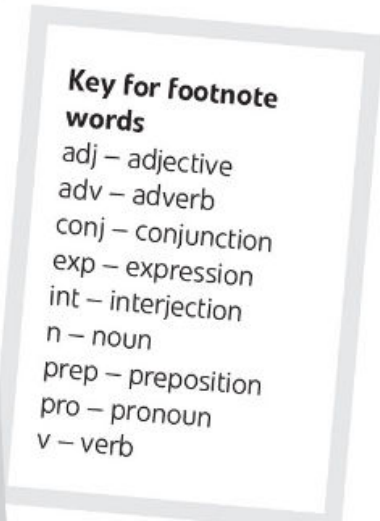 Key for footnote
words
adj – adjective
adv – adverb
conj – conjunction
exp – expression
int – interjection
n – noun
prep – preposition
pro – pronoun
v – verb